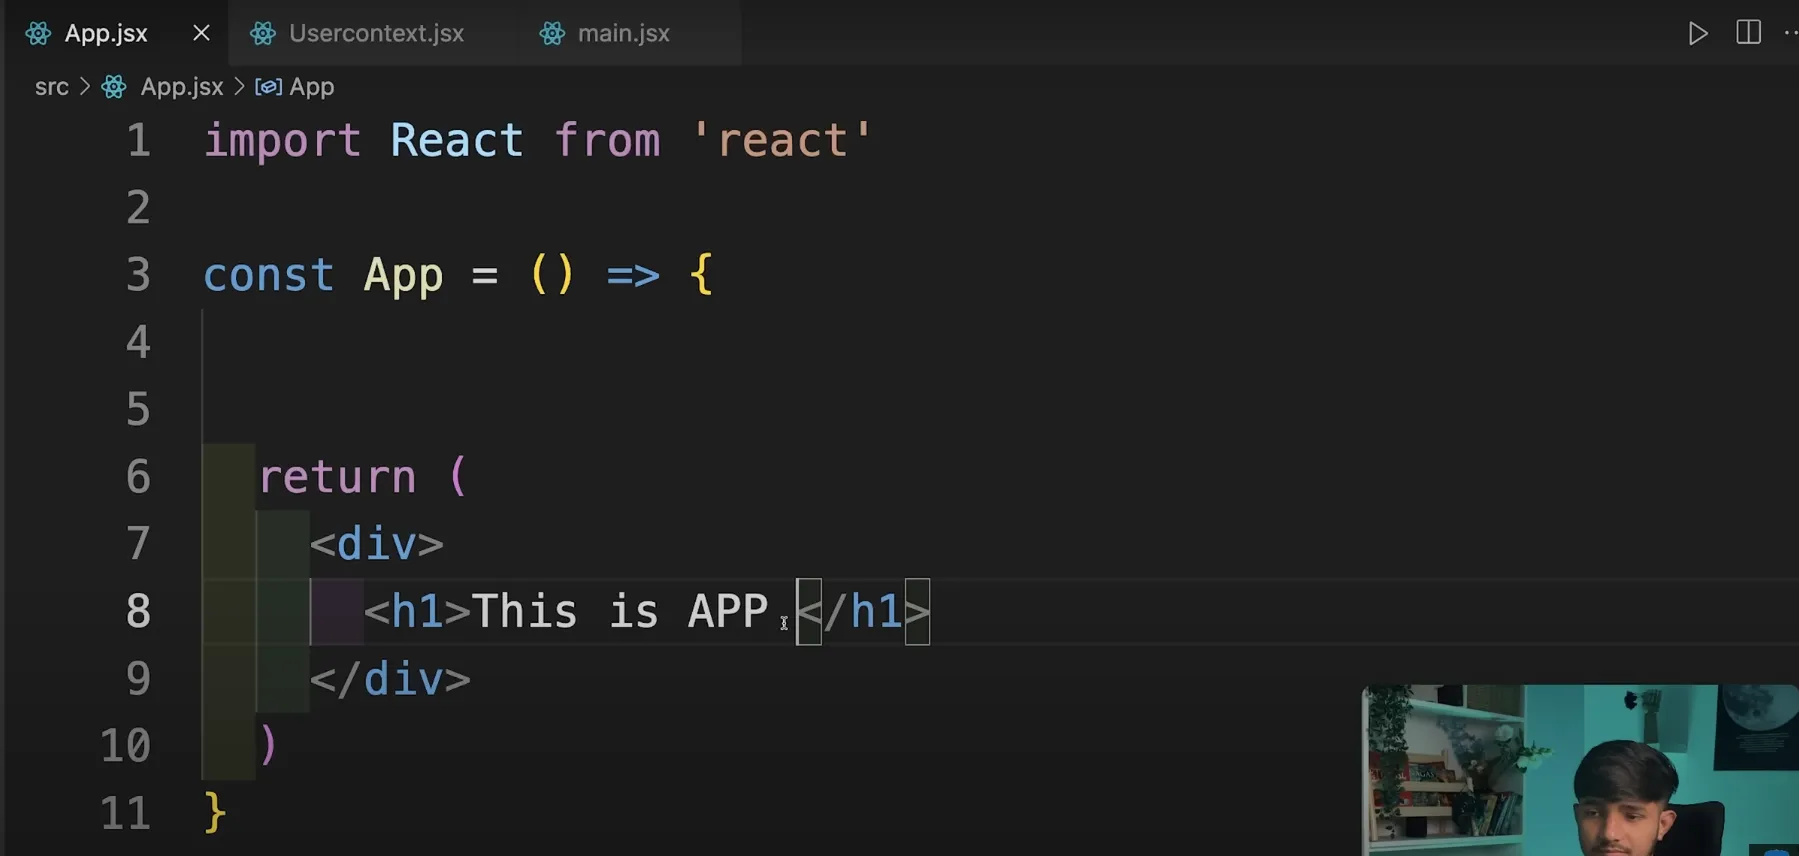 App.jsx Usercontext.jsx main.jsx
src > App.jsx > App
1 import React from 'react'
2
3 const App = () => {
4
5
6 return (
7 <div>
8 <h1>This is APP </h1>
9 </div>
10 )
11 }